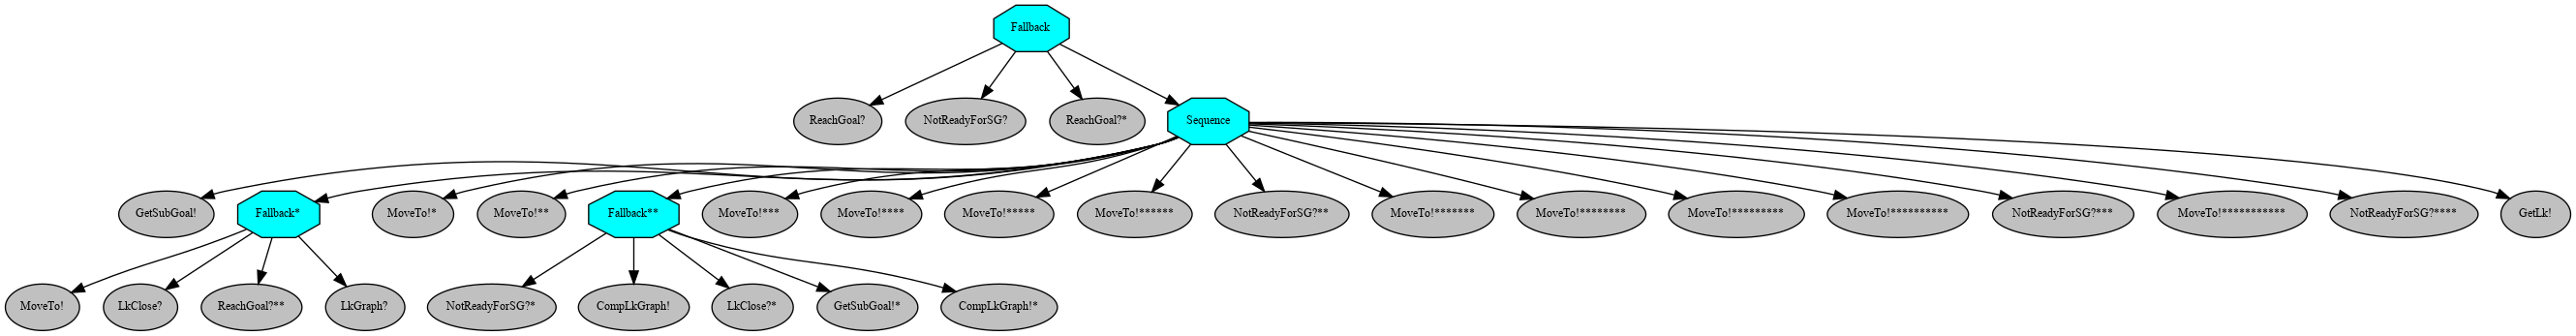 Fallback
ReachGoal?
NotReadyForSG?
ReachGoal?*
Sequence
GetSubGoal!
Fallback*
MoveTo!*
MoveTo!**
Fallback**
MoveTo!***
MoveTo!****
MoveTo!*****
MoveTo!******
NotReadyForSG?**
MoveTo!*******
MoveTo!********
MoveTo!*********
MoveTo!**********
NotReadyForSG?***
MoveTo!***********
NotReadyForSG?****
GetLk!
MoveTo!
LkClose?
ReachGoal?**
LkGraph?
NotReadyForSG?*
CompLkGraph!
LkClose?*
GetSubGoal!*
CompLkGraph!*